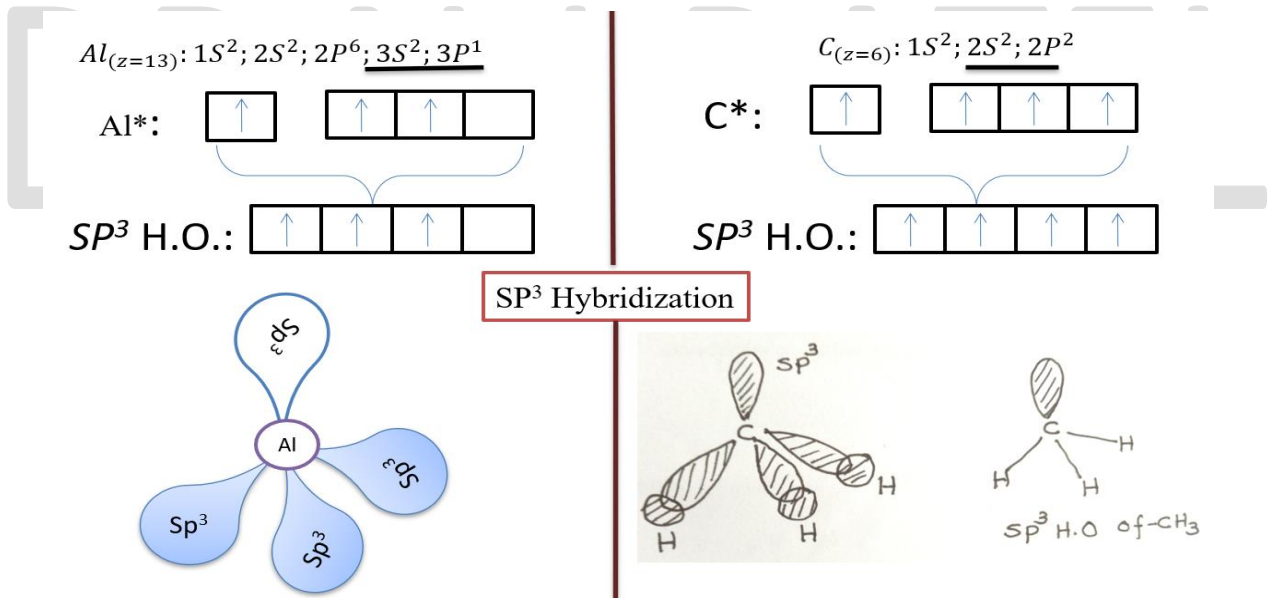 Al(z=13): 1S²; 2S²; 2P⁶; 3S²; 3P¹
Al*:
SP³ H.O.:
C(z=6): 1S²; 2S²; 2P²
C*:
SP³ H.O.:
SP³ Hybridization
Sp³
Al
Sp³
Sp³
Sp³
Sp³
C
H
H
H
C
H
H
H
Sp³ H.O of-CH₃